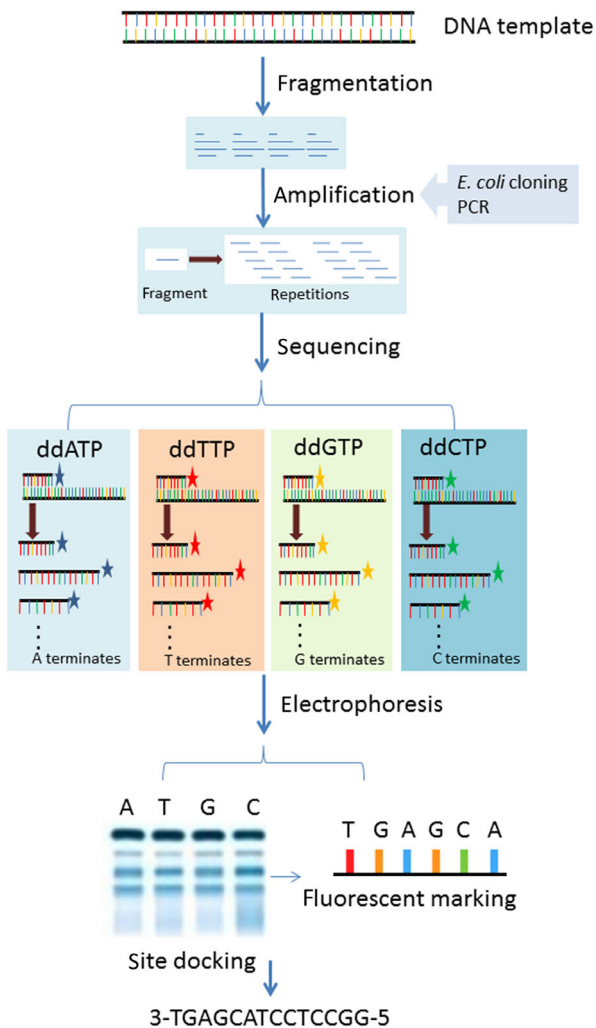 DNA template
Fragmentation
Amplification
E. coli cloning
PCR
Fragment
Repetitions
Sequencing
ddATP
ddTTP
ddGTP
ddCTP
A terminates
T terminates
G terminates
C terminates
Electrophoresis
A T G C
T G A G C A
Fluorescent marking
Site docking
3-TGAGCATCCTCCGG-5